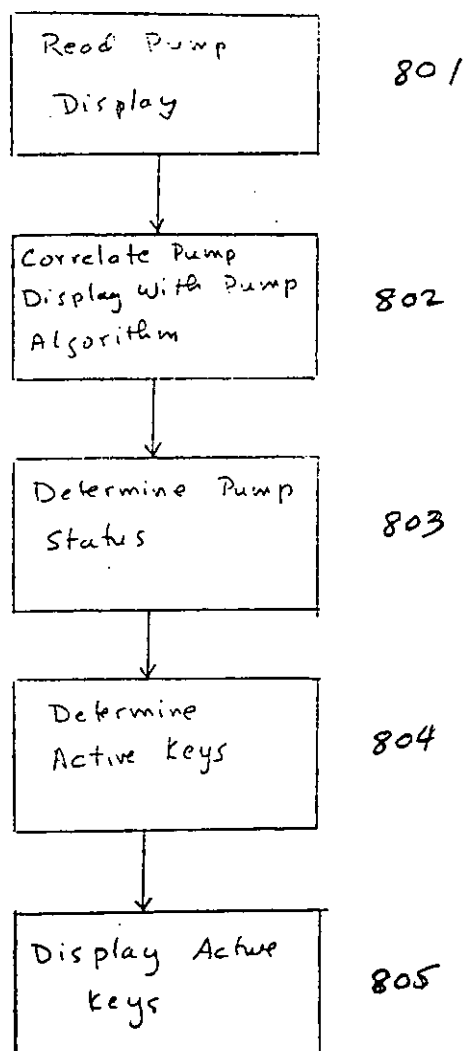 Read Pump
Display
801
Correlate Pump
Display with Pump
Algorithm
802
Determine Pump
Status
803
Determine
Active Keys
804
Display Active
Keys
805